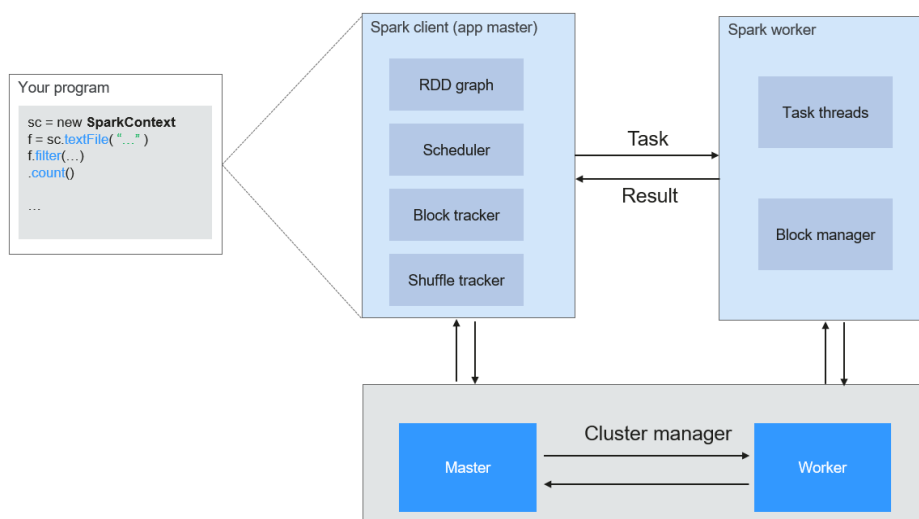 Your program
sc = new SparkContext
f = sc.textFile( “…” )
f.filter(…)
.count()
…
Spark client (app master)
RDD graph
Scheduler
Block tracker
Shuffle tracker
Task
Result
Spark worker
Task threads
Block manager
Cluster manager
Master
Worker